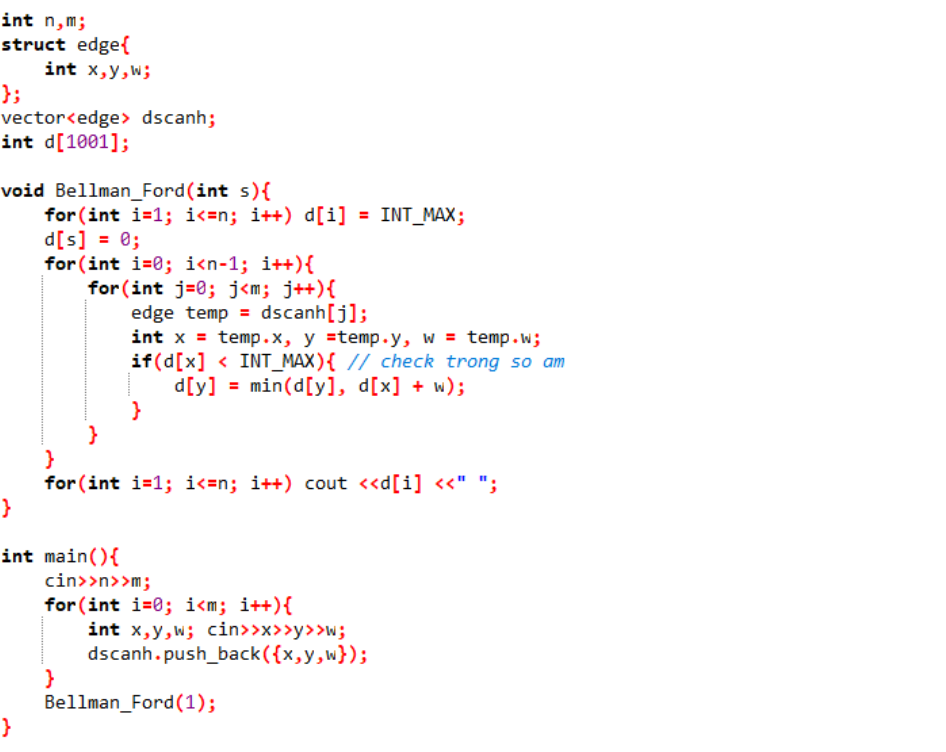 int n,m;
struct edge{
    int x,y,w;
};
vector<edge> dscanh;
int d[1001];

void Bellman_Ford(int s){
    for(int i=1; i<=n; i++) d[i] = INT_MAX;
    d[s] = 0;
    for(int i=0; i<n-1; i++){
        for(int j=0; j<m; j++){
            edge temp = dscanh[j];
            int x = temp.x, y =temp.y, w = temp.w;
            if(d[x] < INT_MAX){ // check trong so am
                d[y] = min(d[y], d[x] + w);
            }
        }
    }
    for(int i=1; i<=n; i++) cout <<d[i] <<" ";
}

int main(){
    cin>>n>>m;
    for(int i=0; i<m; i++){
        int x,y,w; cin>>x>>y>>w;
        dscanh.push_back({x,y,w});
    }
    Bellman_Ford(1);
}